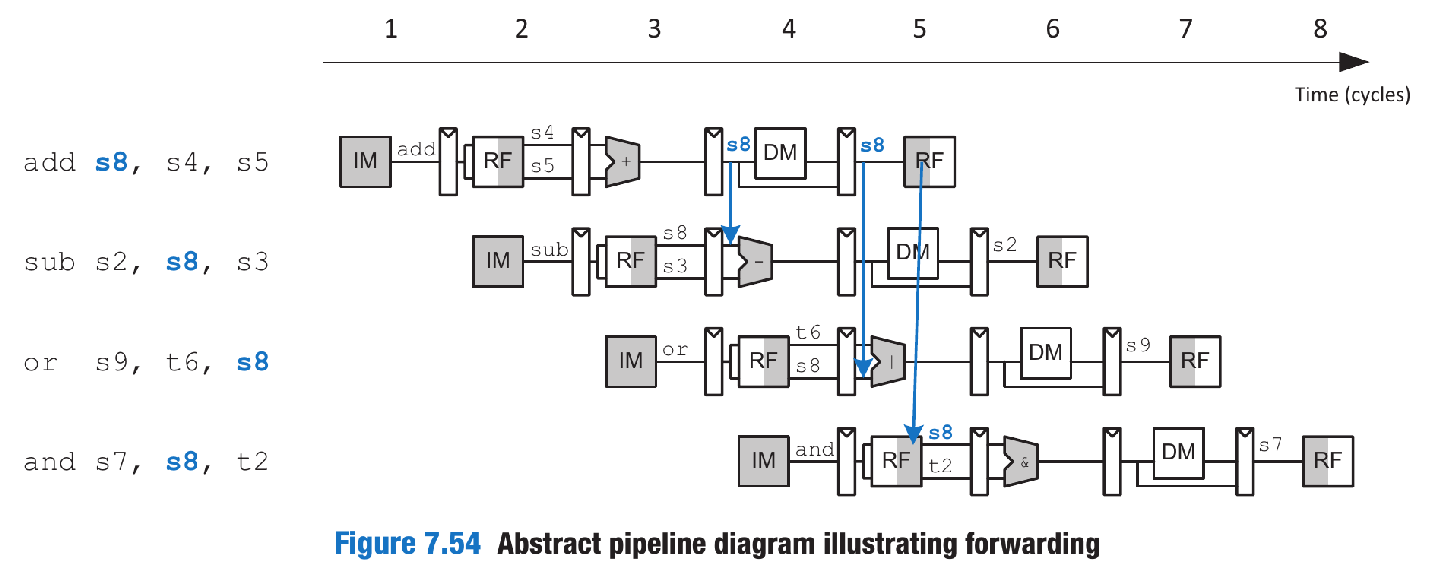 1 2 3 4 5 6 7 8
Time (cycles)
add s8, s4, s5 IM add RF s4 s5 + s8 DM s8 RF
sub s2, s8, s3 IM sub RF s8 s3 - DM s2 RF
or s9, t6, s8 IM or RF t6 s8 | DM s9 RF
and s7, s8, t2 IM and RF s8 t2 & DM s7 RF
Figure 7.54 Abstract pipeline diagram illustrating forwarding